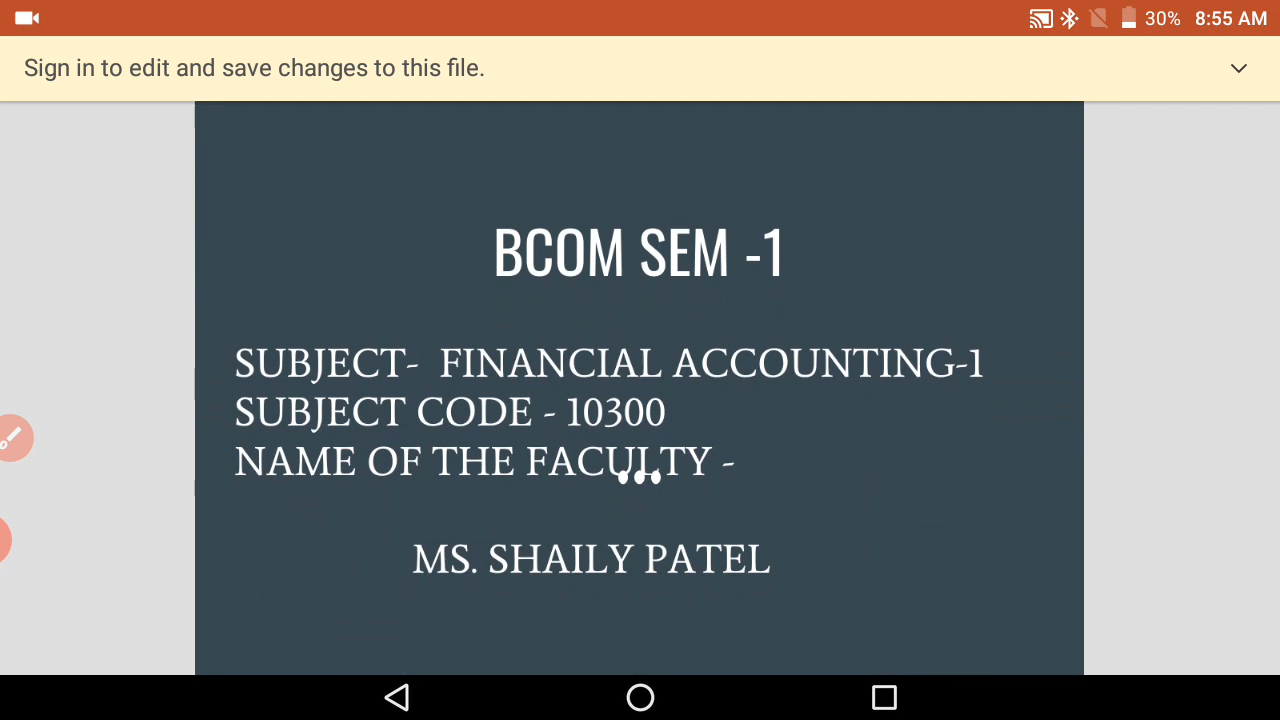 30% 8:55 AM
Sign in to edit and save changes to this file.
BCOM SEM -1
SUBJECT- FINANCIAL ACCOUNTING-1
SUBJECT CODE - 10300
NAME OF THE FACULTY -
MS. SHAILY PATEL